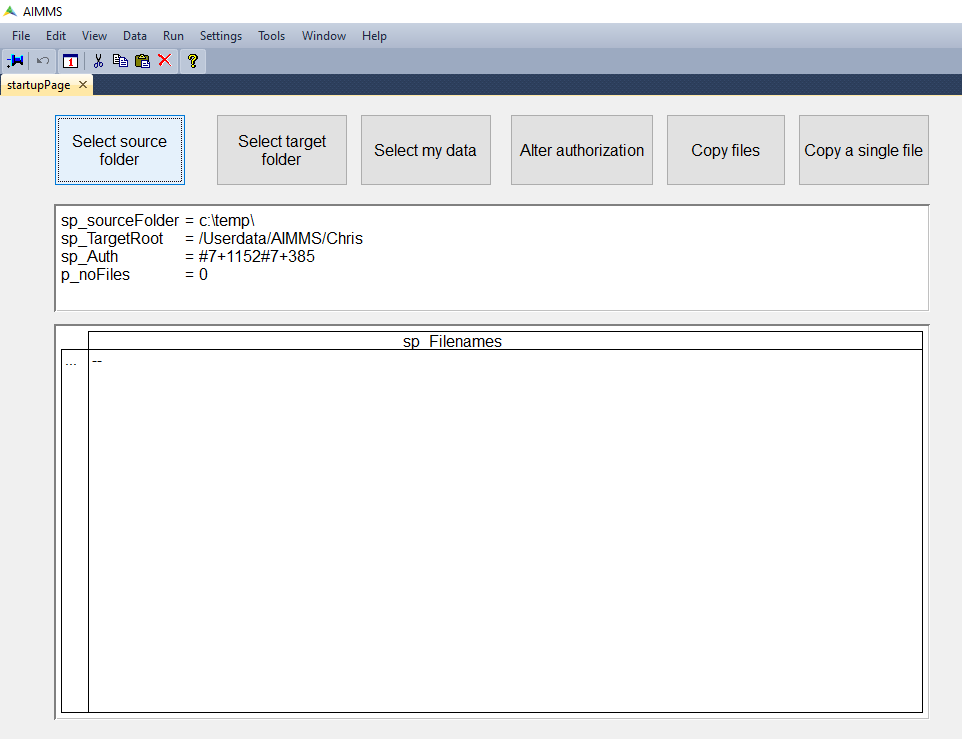 AIMMS
File Edit View Data Run Settings Tools Window Help
1 ?
startupPage ×
Select source
folder
Select target
folder
Select my data
Alter authorization
Copy files
Copy a single file
sp_sourceFolder = c:\temp\
sp_TargetRoot = /Userdata/AIMMS/Chris
sp_Auth = #7+1152#7+385
p_noFiles = 0
sp_Filenames
... --